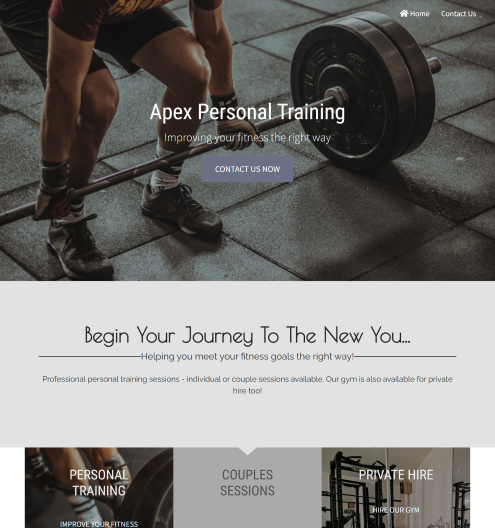 Home Contact Us
Apex Personal Training
Improving your fitness the right way
CONTACT US NOW
Begin Your Journey To The New You...
Helping you meet your fitness goals the right way!
Professional personal training sessions - individual or couple sessions available. Our gym is also available for private
hire too!
PERSONAL
TRAINING
IMPROVE YOUR FITNESS
COUPLES
SESSIONS
PRIVATE HIRE
HIRE OUR GYM